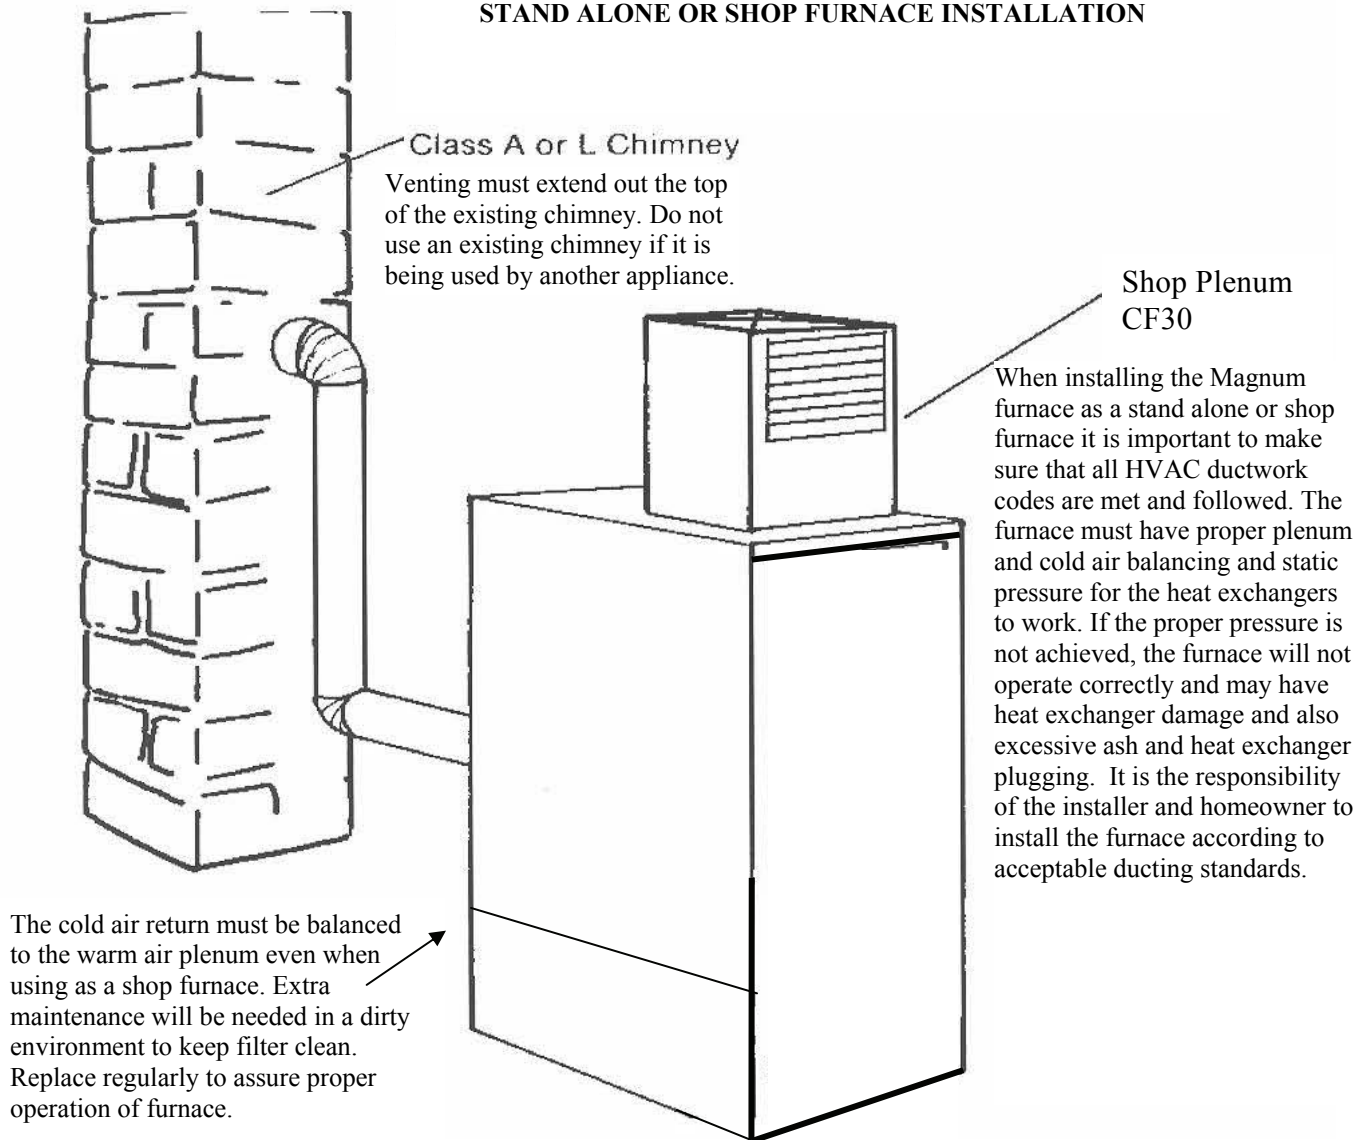 STAND ALONE OR SHOP FURNACE INSTALLATION
Class A or L Chimney
Venting must extend out the top
of the existing chimney. Do not
use an existing chimney if it is
being used by another appliance.
Shop Plenum
CF30
When installing the Magnum
furnace as a stand alone or shop
furnace it is important to make
sure that all HVAC ductwork
codes are met and followed. The
furnace must have proper plenum
and cold air balancing and static
pressure for the heat exchangers
to work. If the proper pressure is
not achieved, the furnace will not
operate correctly and may have
heat exchanger damage and also
excessive ash and heat exchanger
plugging.  It is the responsibility
of the installer and homeowner to
install the furnace according to
acceptable ducting standards.
The cold air return must be balanced
to the warm air plenum even when
using as a shop furnace. Extra
maintenance will be needed in a dirty
environment to keep filter clean.
Replace regularly to assure proper
operation of furnace.